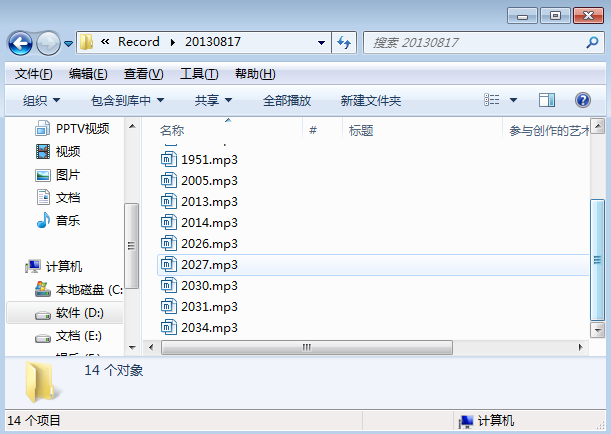 « Record ▸ 20130817
搜索 20130817
文件(F) 编辑(E) 查看(V) 工具(T) 帮助(H)
组织 包含到库中 共享 全部播放 新建文件夹
名称 # 标题 参与创作的艺术
PPTV视频
视频
图片
文档
音乐
计算机
本地磁盘 (C:
软件 (D:)
文档 (E:)
1951.mp3
2005.mp3
2013.mp3
2014.mp3
2026.mp3
2027.mp3
2030.mp3
2031.mp3
2034.mp3
14 个对象
14 个项目
计算机